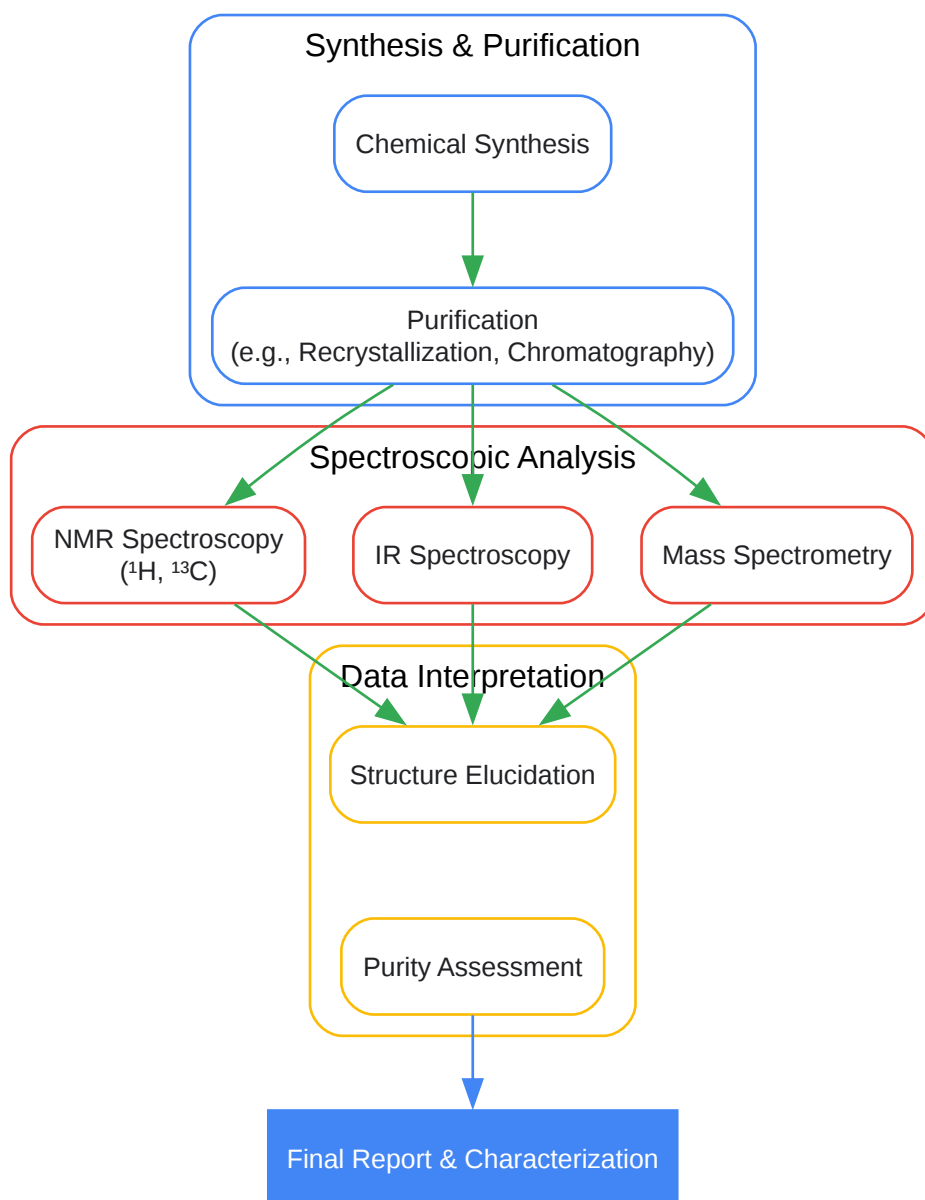 Synthesis & Purification
Chemical Synthesis
Purification
(e.g., Recrystallization, Chromatography)
Spectroscopic Analysis
NMR Spectroscopy
(¹H, ¹³C)
IR Spectroscopy
Mass Spectrometry
Data Interpretation
Structure Elucidation
Purity Assessment
Final Report & Characterization